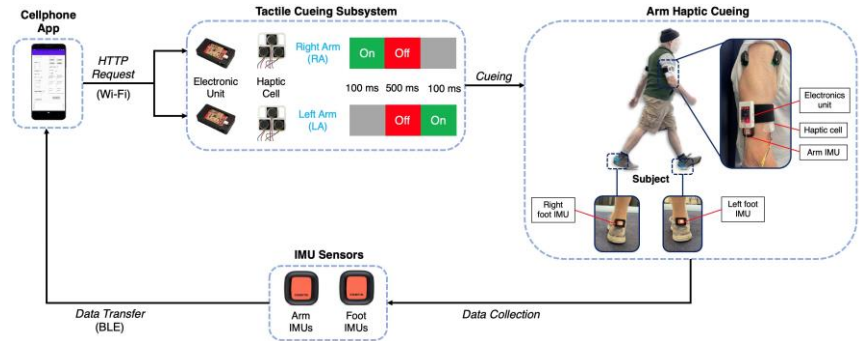 Cellphone
App
Tactile Cueing Subsystem
Arm Haptic Cueing
HTTP
Request
(Wi-Fi)
Electronic
Unit
Haptic
Cell
Right Arm
(RA)
On
Off
100 ms
500 ms
100 ms
Left Arm
(LA)
Off
On
Cueing
Electronics
unit
Haptic cell
Arm IMU
Subject
Right
foot IMU
Left foot
IMU
IMU Sensors
Arm
IMUs
Foot
IMUs
Data Transfer
(BLE)
Data Collection